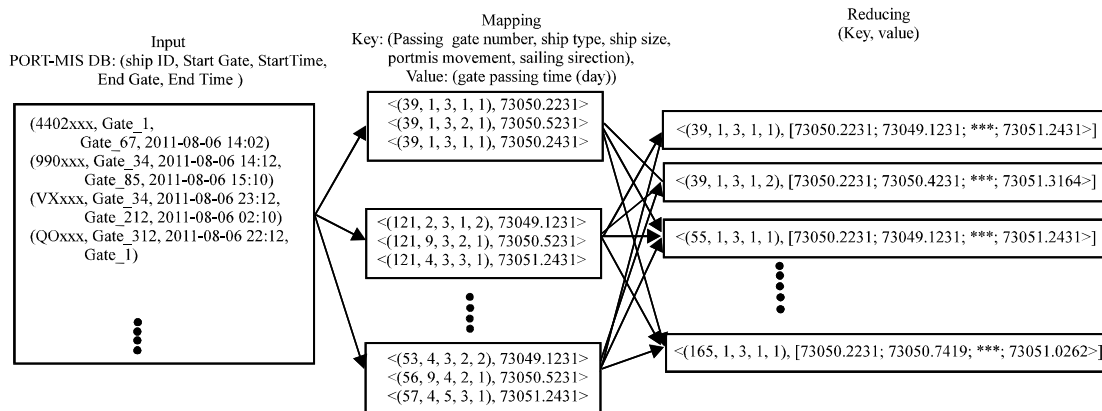 Input
PORT-MIS DB: (ship ID, Start Gate, StartTime,
End Gate, End Time )
(4402xxx, Gate_1,
Gate_67, 2011-08-06 14:02)
(990xxx, Gate_34, 2011-08-06 14:12,
Gate_85, 2011-08-06 15:10)
(VXxxx, Gate_34, 2011-08-06 23:12,
Gate_212, 2011-08-06 02:10)
(QOxxx, Gate_312, 2011-08-06 22:12,
Gate_1)
Mapping
Key: (Passing gate number, ship type, ship size,
portmis movement, sailing sirection),
Value: (gate passing time (day))
<(39, 1, 3, 1, 1), 73050.2231>
<(39, 1, 3, 2, 1), 73050.5231>
<(39, 1, 3, 1, 1), 73050.2431>
<(121, 2, 3, 1, 2), 73049.1231>
<(121, 9, 3, 2, 1), 73050.5231>
<(121, 4, 3, 3, 1), 73051.2431>
<(53, 4, 3, 2, 2), 73049.1231>
<(56, 9, 4, 2, 1), 73050.5231>
<(57, 4, 5, 3, 1), 73051.2431>
Reducing
(Key, value)
<(39, 1, 3, 1, 1), [73050.2231; 73049.1231; ***; 73051.2431>]
<(39, 1, 3, 1, 2), [73050.2231; 73050.4231; ***; 73051.3164>]
<(55, 1, 3, 1, 1), [73050.2231; 73049.1231; ***; 73051.2431>]
<(165, 1, 3, 1, 1), [73050.2231; 73050.7419; ***; 73051.0262>]